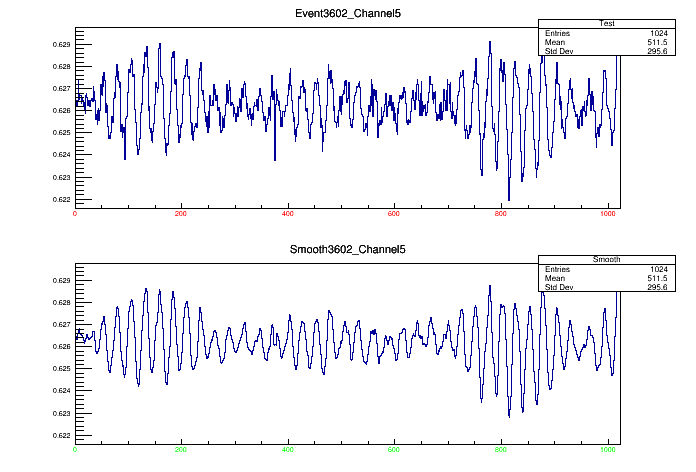 Event3602_Channel5
Test
Entries 1024
Mean 511.5
Std Dev 295.6
0.629
0.628
0.627
0.626
0.625
0.624
0.623
0.622
0 200 400 600 800 1000
Smooth3602_Channel5
Smooth
Entries 1024
Mean 511.5
Std Dev 295.6
0.629
0.628
0.627
0.626
0.625
0.624
0.623
0.622
0 200 400 600 800 1000